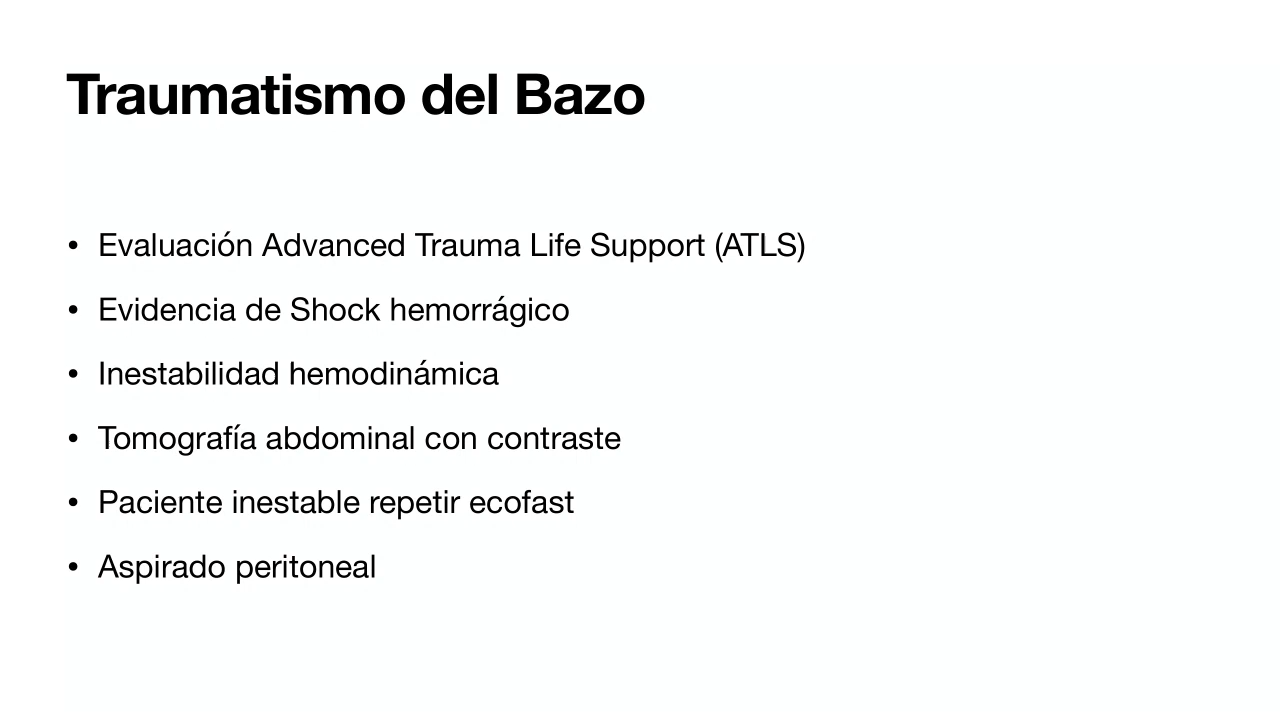 Traumatismo del Bazo
• Evaluación Advanced Trauma Life Support (ATLS)
• Evidencia de Shock hemorrágico
• Inestabilidad hemodinámica
• Tomografía abdominal con contraste
• Paciente inestable repetir ecofast
• Aspirado peritoneal